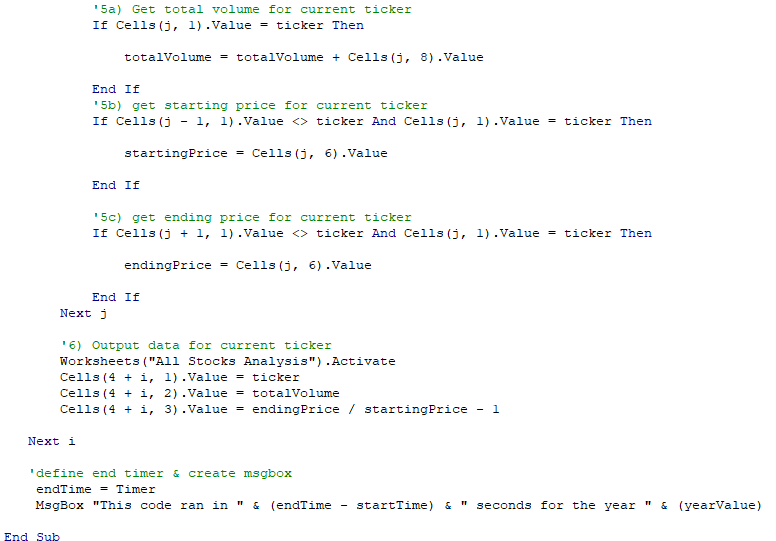 '5a) Get total volume for current ticker
If Cells(j, 1).Value = ticker Then
totalVolume = totalVolume + Cells(j, 8).Value
End If
'5b) get starting price for current ticker
If Cells(j - 1, 1).Value <> ticker And Cells(j, 1).Value = ticker Then
startingPrice = Cells(j, 6).Value
End If
'5c) get ending price for current ticker
If Cells(j + 1, 1).Value <> ticker And Cells(j, 1).Value = ticker Then
endingPrice = Cells(j, 6).Value
End If
Next j
'6) Output data for current ticker
Worksheets("All Stocks Analysis").Activate
Cells(4 + i, 1).Value = ticker
Cells(4 + i, 2).Value = totalVolume
Cells(4 + i, 3).Value = endingPrice / startingPrice - 1
Next i
'define end timer & create msgbox
endTime = Timer
MsgBox "This code ran in " & (endTime - startTime) & " seconds for the year " & (yearValue)
End Sub